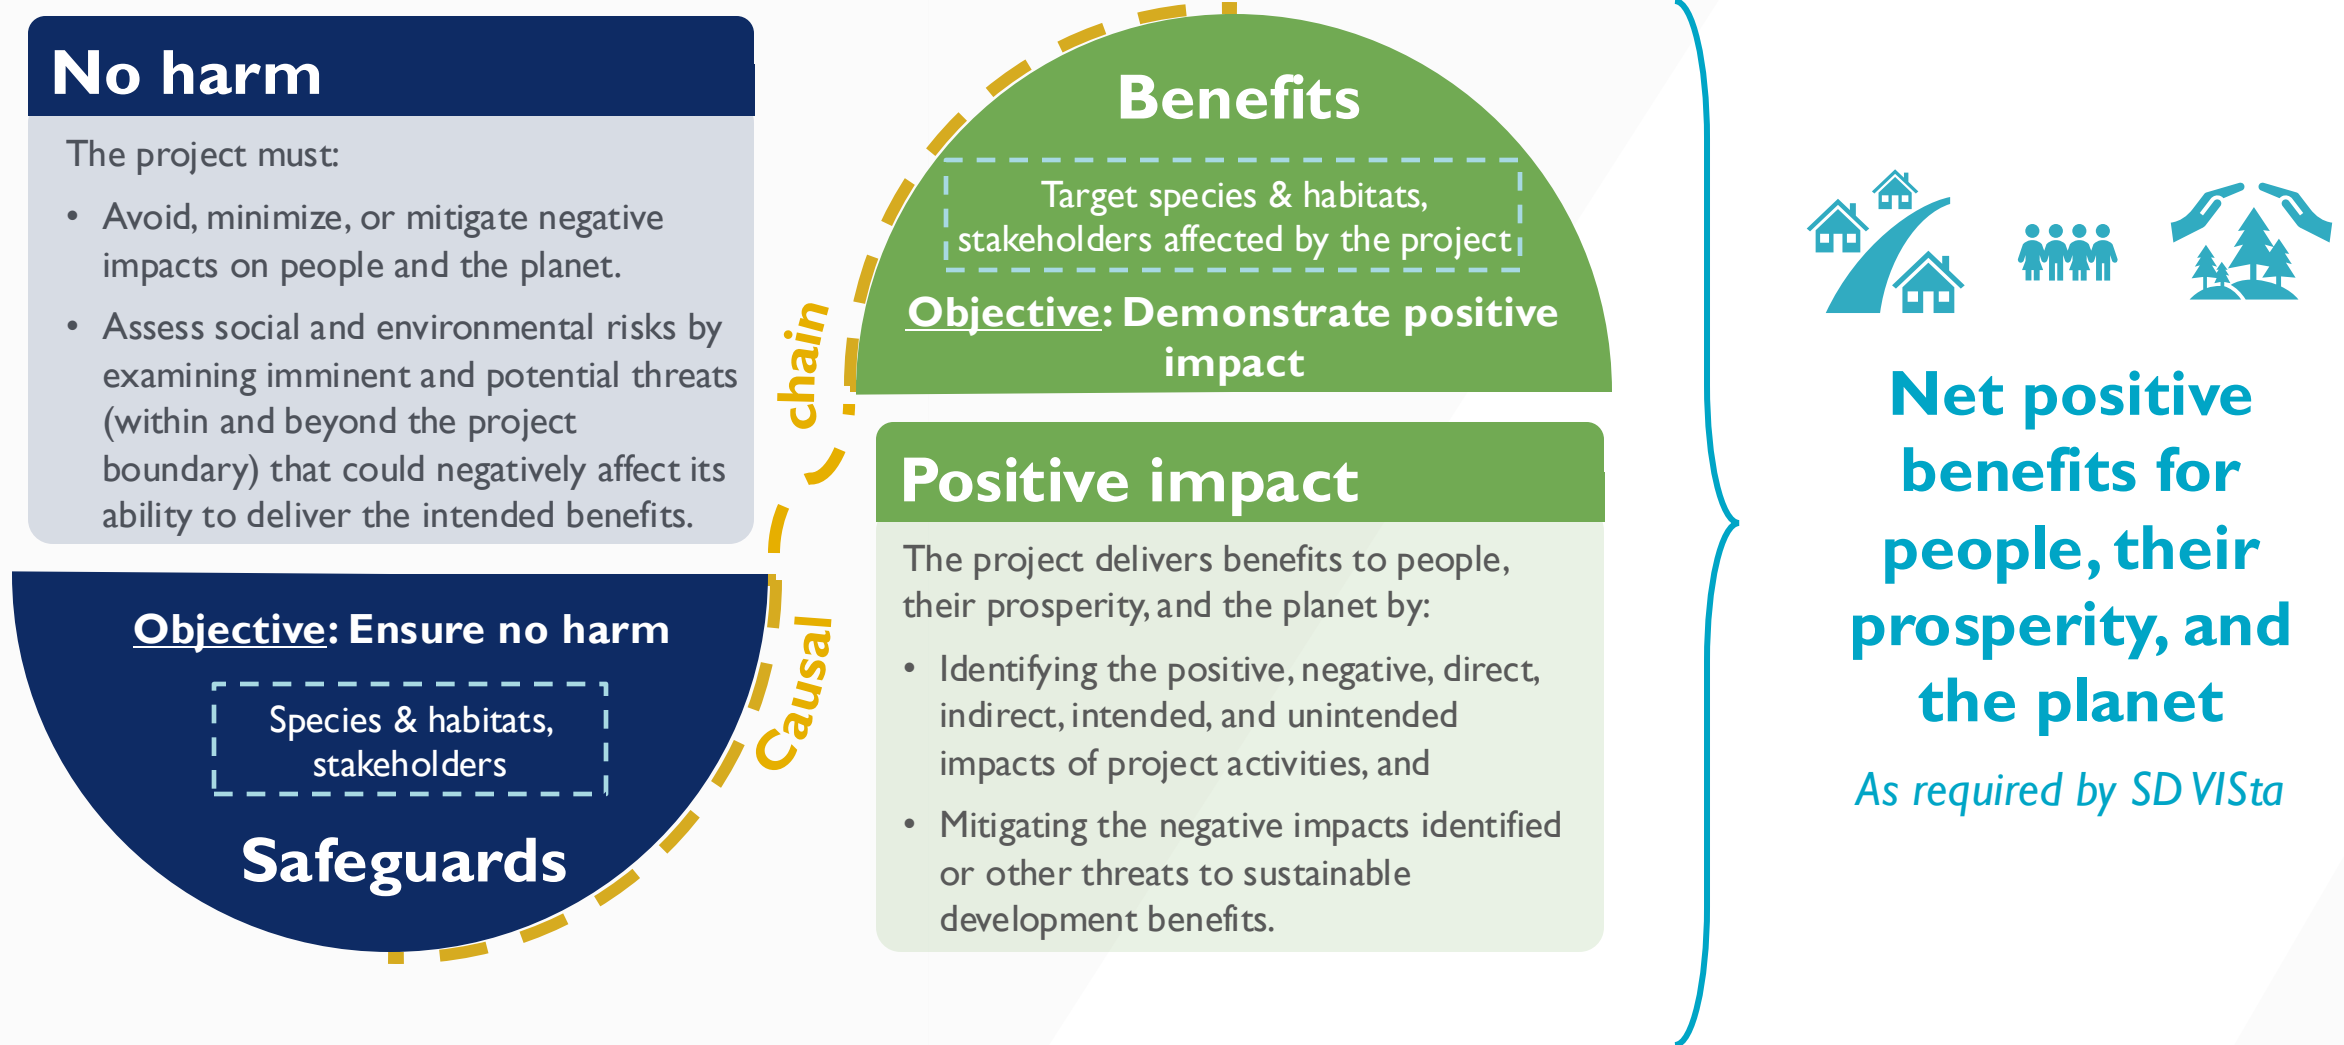 No harm
The project must:
• Avoid, minimize, or mitigate negative
impacts on people and the planet.
• Assess social and environmental risks by
examining imminent and potential threats
(within and beyond the project
boundary) that could negatively affect its
ability to deliver the intended benefits.
Objective: Ensure no harm
Species & habitats,
stakeholders
Safeguards
Causal
chain
Benefits
Target species & habitats,
stakeholders affected by the project
Objective: Demonstrate positive
impact
Positive impact
The project delivers benefits to people,
their prosperity, and the planet by:
• Identifying the positive, negative, direct,
indirect, intended, and unintended
impacts of project activities, and
• Mitigating the negative impacts identified
or other threats to sustainable
development benefits.
Net positive
benefits for
people, their
prosperity, and
the planet
As required by SD VISta